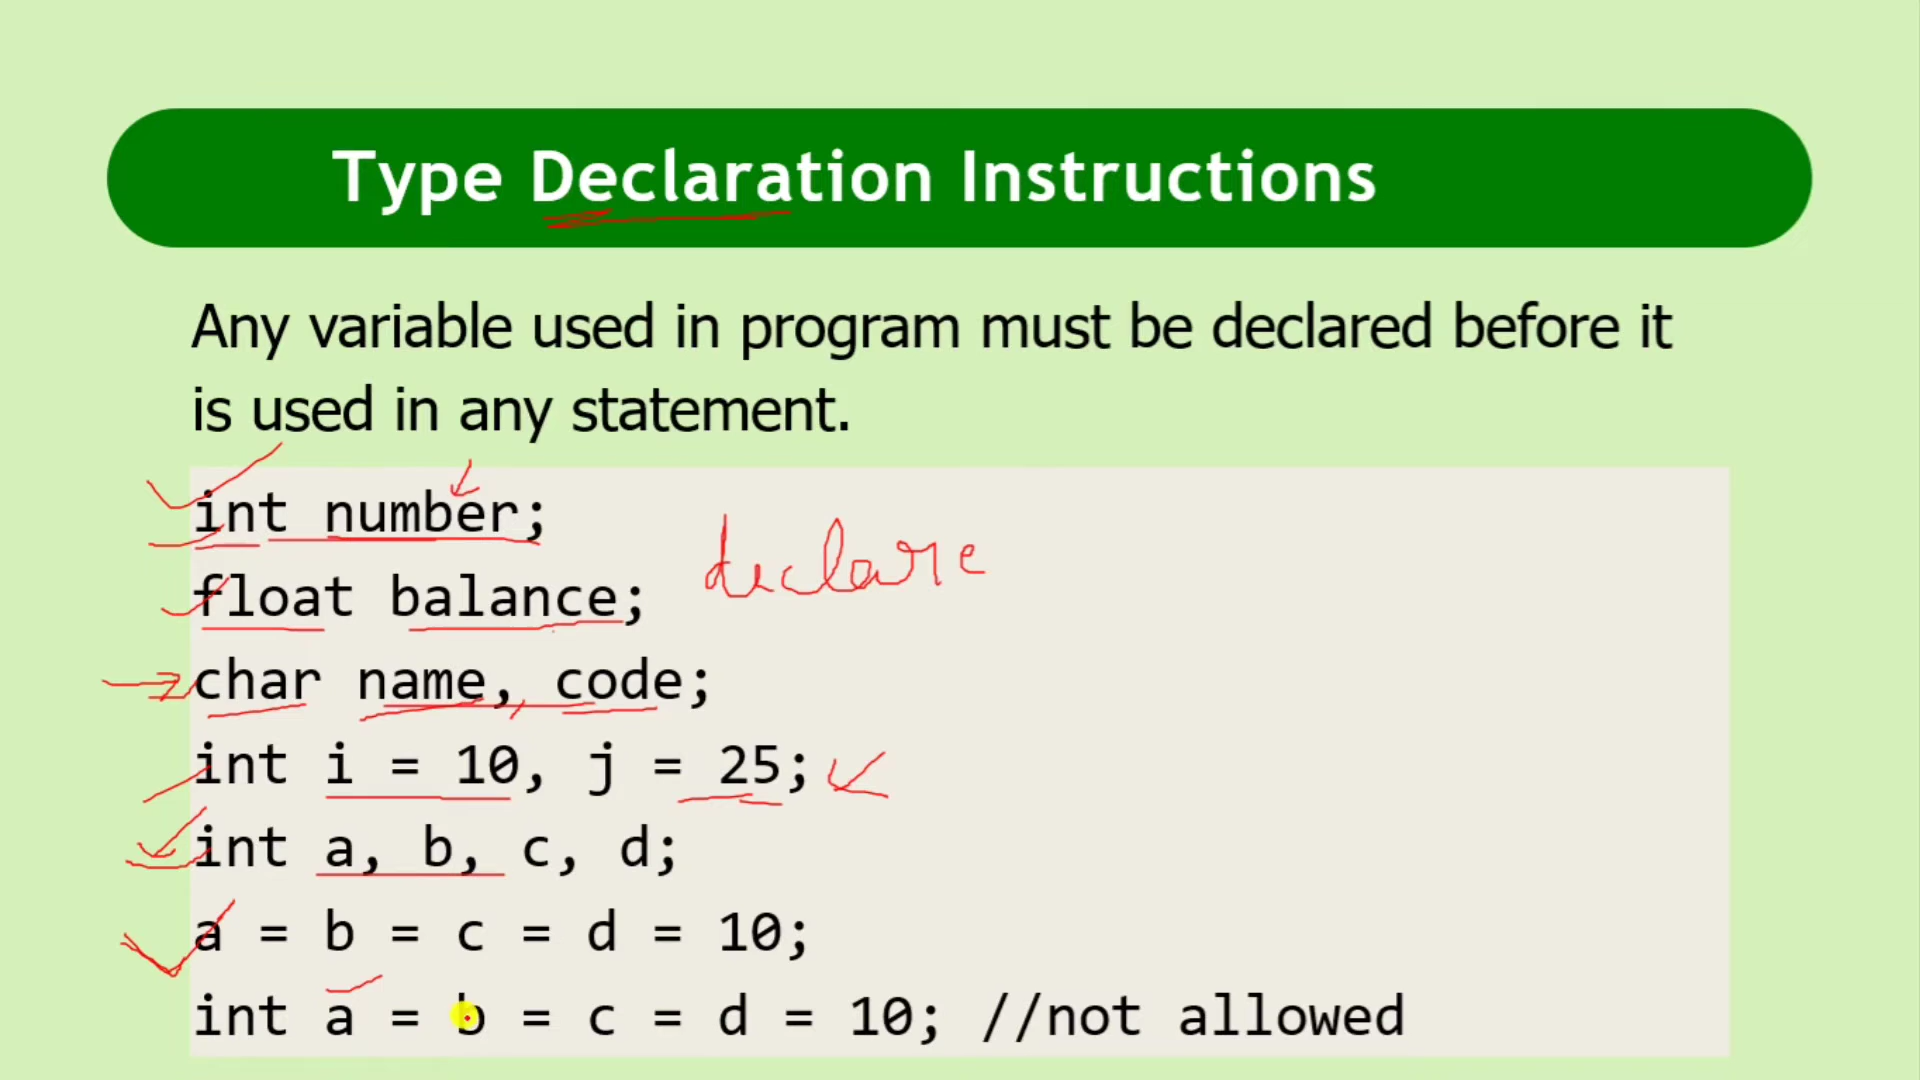 Type Declaration Instructions
Any variable used in program must be declared before it
is used in any statement.
int number;
declare
float balance;
char name, code;
int i = 10, j = 25;
int a, b, c, d;
a = b = c = d = 10;
int a = b = c = d = 10; //not allowed